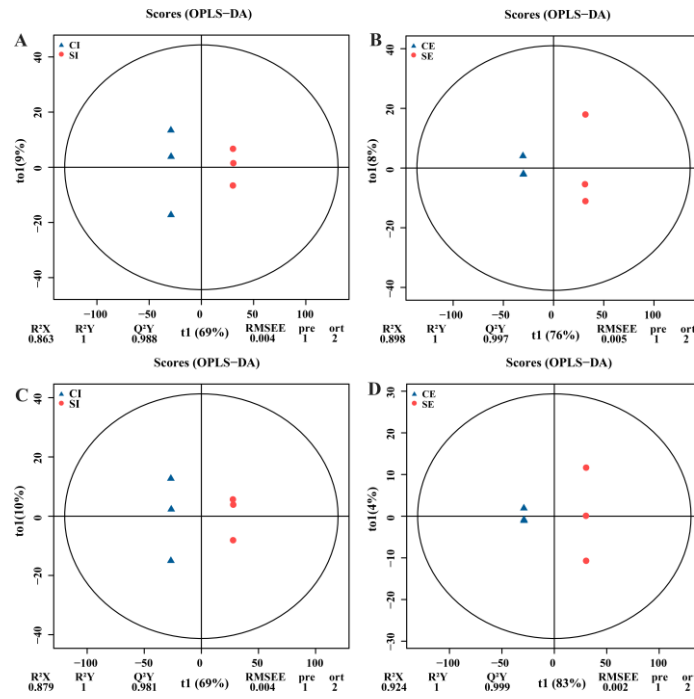 Scores (OPLS−DA)
A
CI
SI
to1(9%)
40
20
0
−20
−40
−100
−50
0
50
100
R²X R²Y Q²Y t1 (69%) RMSEE pre ort
0.863 1 0.988 0.004 1 2
Scores (OPLS−DA)
B
CE
SE
to1(8%)
40
20
0
−20
−40
−100
−50
0
50
100
R²X R²Y Q²Y t1 (76%) RMSEE pre ort
0.898 1 0.997 0.005 1 2
Scores (OPLS−DA)
C
CI
SI
to1(10%)
40
20
0
−20
−40
−100
−50
0
50
100
R²X R²Y Q²Y t1 (69%) RMSEE pre ort
0.879 1 0.981 0.004 1 2
Scores (OPLS−DA)
D
CE
SE
to1(4%)
30
20
10
0
−10
−20
−30
−100
−50
0
50
100
R²X R²Y Q²Y t1 (83%) RMSEE pre ort
0.924 1 0.999 0.002 1 2